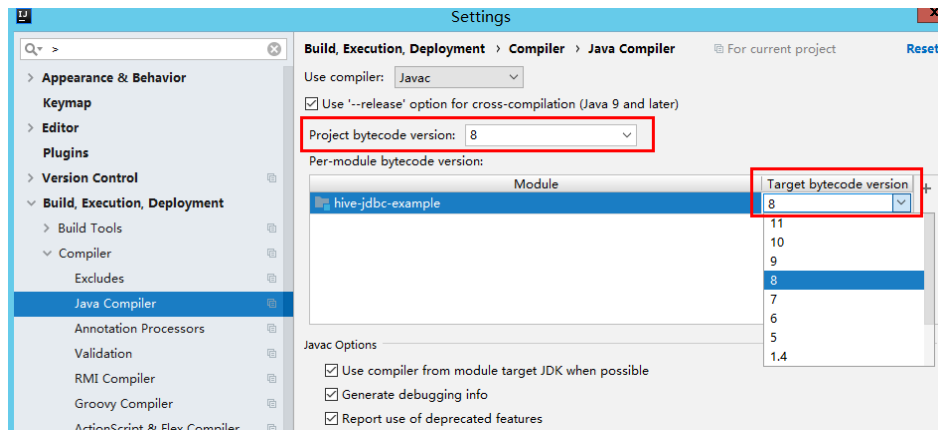 IJ
Settings
>
Build, Execution, Deployment › Compiler › Java Compiler
For current project
Reset
Appearance & Behavior
Keymap
Editor
Plugins
Version Control
Build, Execution, Deployment
Build Tools
Compiler
Excludes
Java Compiler
Annotation Processors
Validation
RMI Compiler
Groovy Compiler
ActionScript & Flex Compiler
Use compiler: Javac
Use '--release' option for cross-compilation (Java 9 and later)
Project bytecode version: 8
Per-module bytecode version:
Module
Target bytecode version
hive-jdbc-example
8
11
10
9
8
7
6
5
1.4
Javac Options
Use compiler from module target JDK when possible
Generate debugging info
Report use of deprecated features